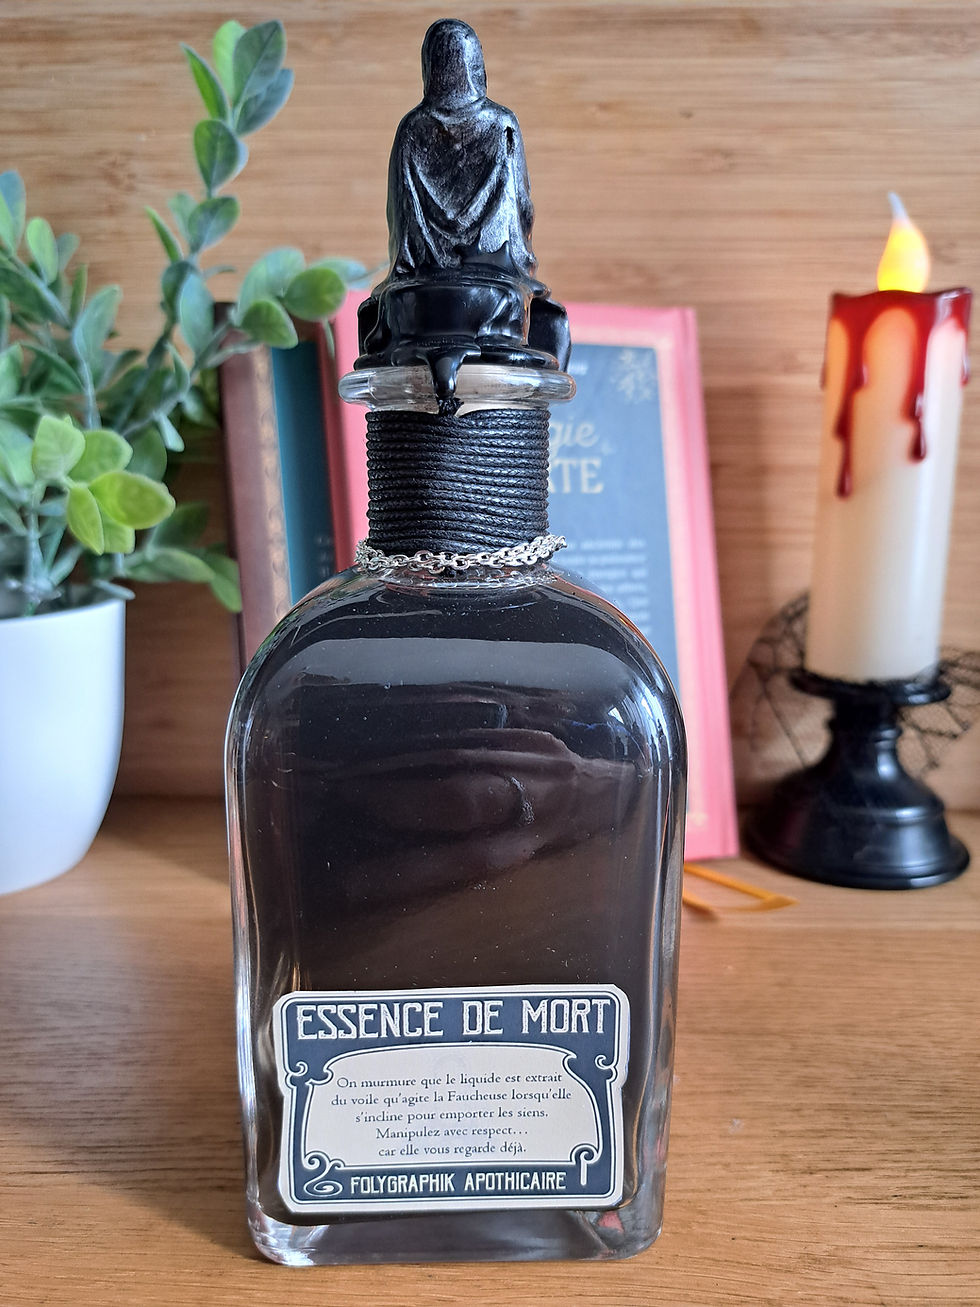 ESSENCE DE MORT
On murmure que le liquide est extrait
du voile qu'agite la Faucheuse lorsqu'elle
s'incline pour emporter les siens.
Manipulez avec respect...
car elle vous regarde déjà.
FOLYGRAPHIK APOTHICAIRE